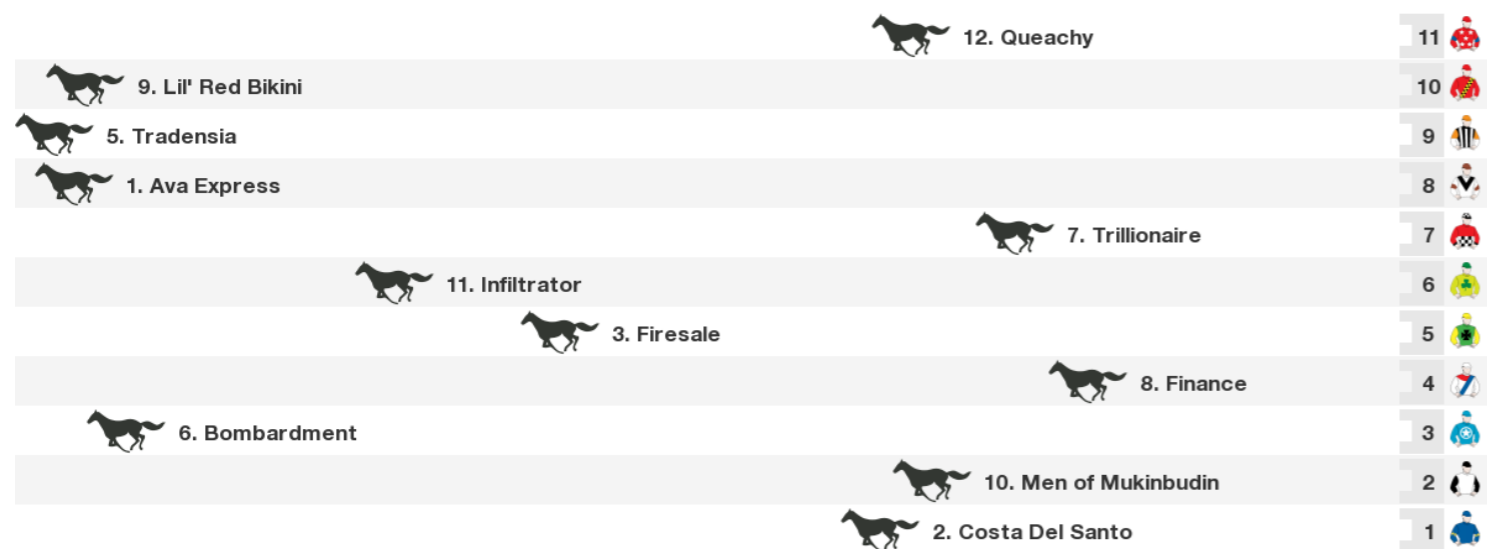 12. Queachy 11
9. Lil' Red Bikini 10
5. Tradensia 9
1. Ava Express 8
7. Trillionaire 7
11. Infiltrator 6
3. Firesale 5
8. Finance 4
6. Bombardment 3
10. Men of Mukinbudin 2
2. Costa Del Santo 1